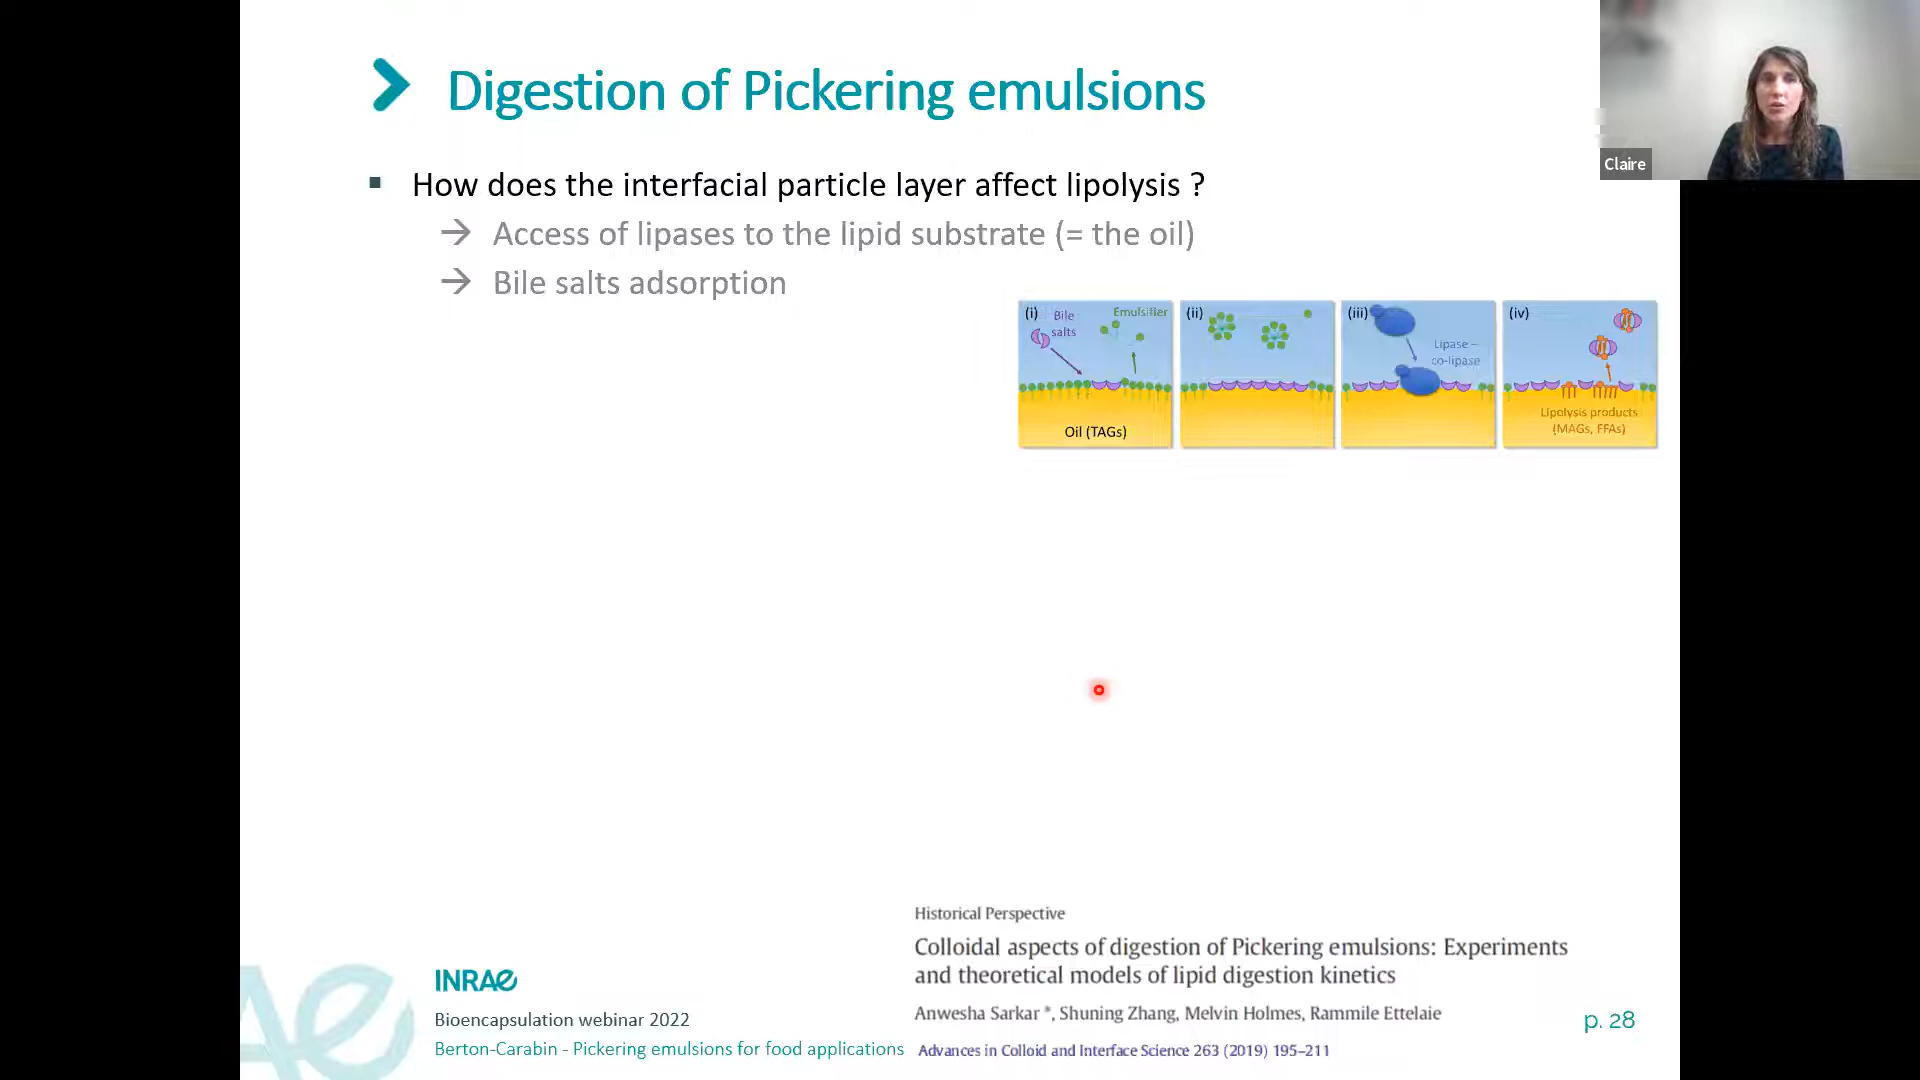 Digestion of Pickering emulsions
Claire
▪ How does the interfacial particle layer affect lipolysis ?
→ Access of lipases to the lipid substrate (= the oil)
→ Bile salts adsorption
(i)
Bile
salts
Emulsifier
Oil (TAGs)
(ii)
(iii)
Lipase –
co-lipase
(iv)
Lipolysis products
(MAGs, FFAs)
Historical Perspective
Colloidal aspects of digestion of Pickering emulsions: Experiments
and theoretical models of lipid digestion kinetics
Anwesha Sarkar *, Shuning Zhang, Melvin Holmes, Rammile Ettelaie
Advances in Colloid and Interface Science 263 (2019) 195–211
INRAE
Bioencapsulation webinar 2022
Berton-Carabin - Pickering emulsions for food applications
p. 28